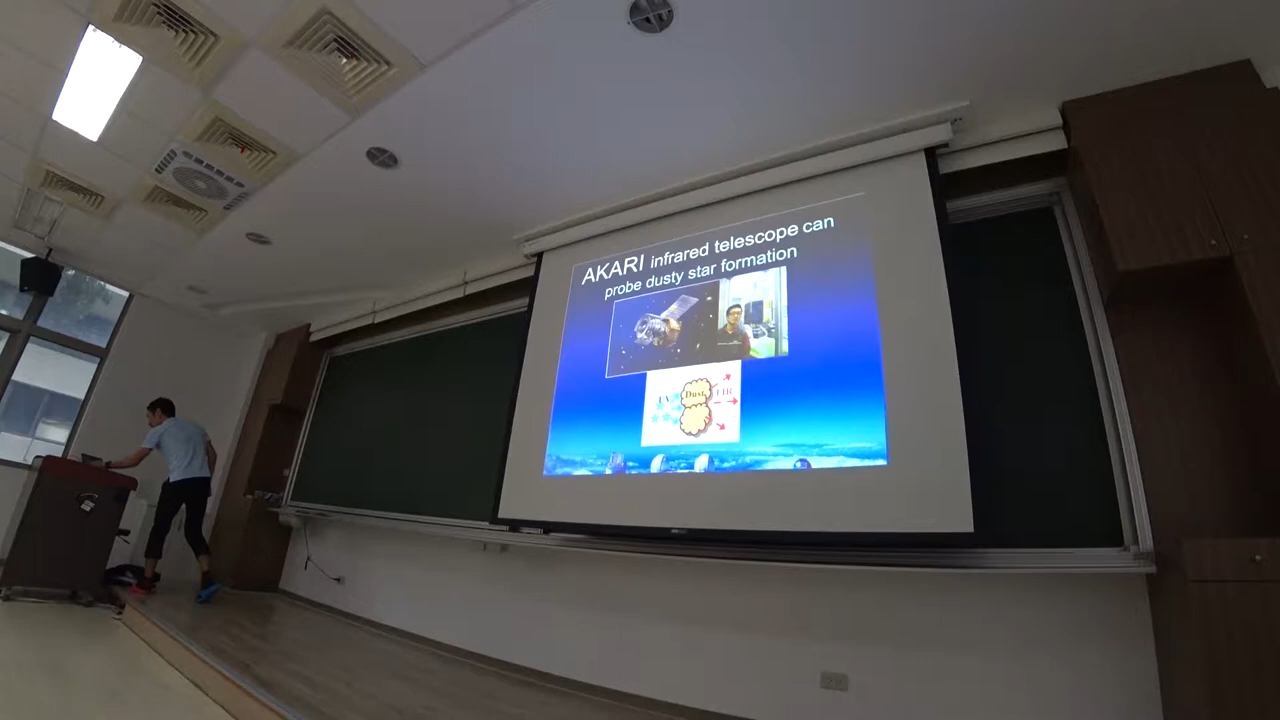 AKARI infrared telescope can
probe dusty star formation
UV
Dust
FIR